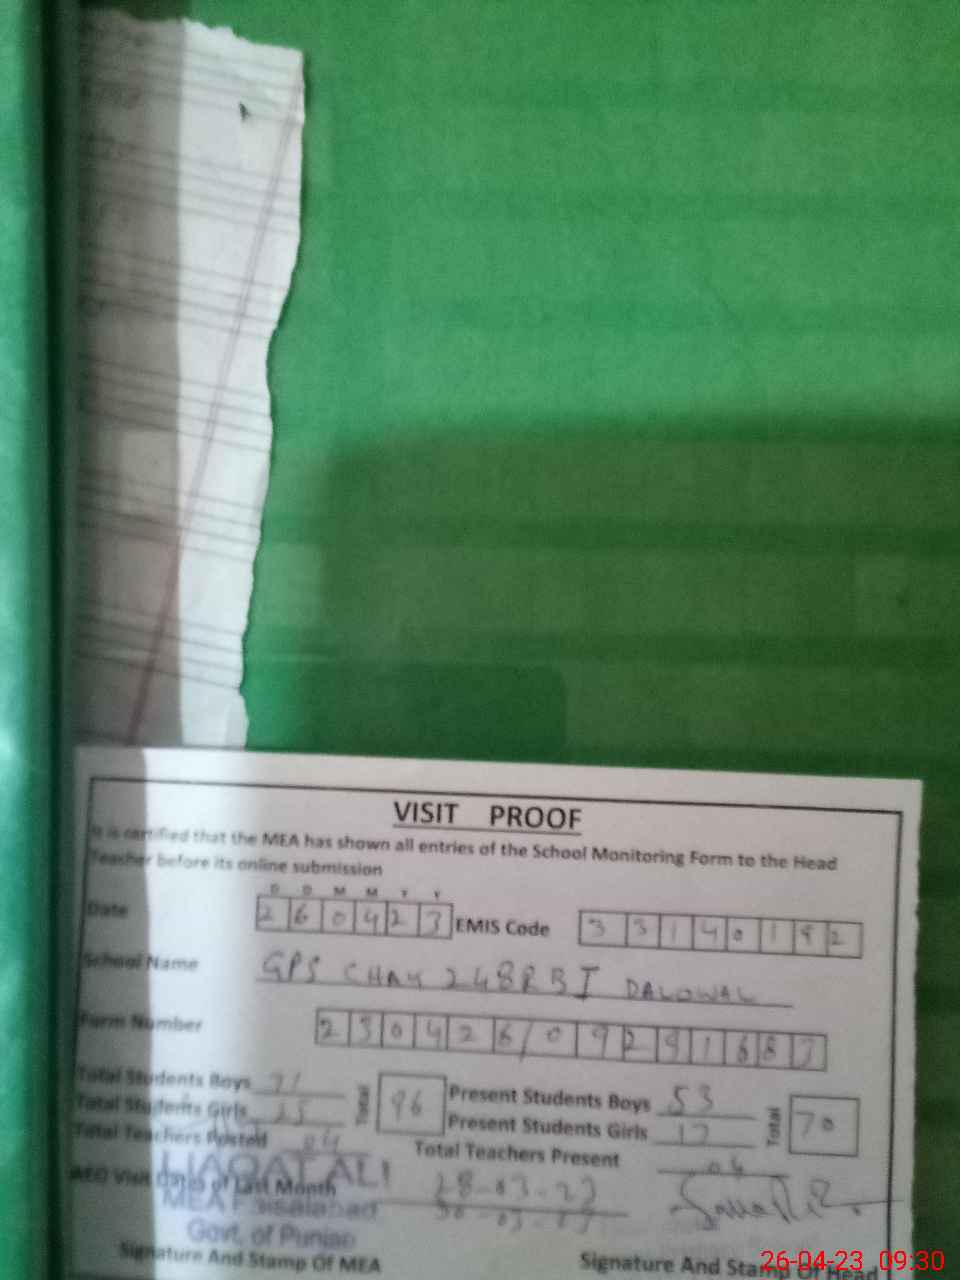 VISIT PROOF
It is certified that the MEA has shown all entries of the School Monitoring Form to the Head
Teacher before its online submission
D D M M Y Y
Date 2 6 0 4 2 3 EMIS Code 3 3 1 4 0 1 9 2
School Name GPS CHAK 248RB I DALOWAL
Form Number 2 3 0 4 2 6 / 0 9 2 9 1 6 8 7
Total Students Boys 71 Total 96 Present Students Boys 53 Total 70
Total Students Girls 25 Present Students Girls 17
Total Teachers Posted 04 Total Teachers Present 04
LIAQAT ALI
AEO Visit Dates of Last Month 28-03-23
MEA Faisalabad 30-03-23
Govt. of Punjab
Signature And Stamp Of MEA Signature And Stamp Of Head
26-04-23 09:30